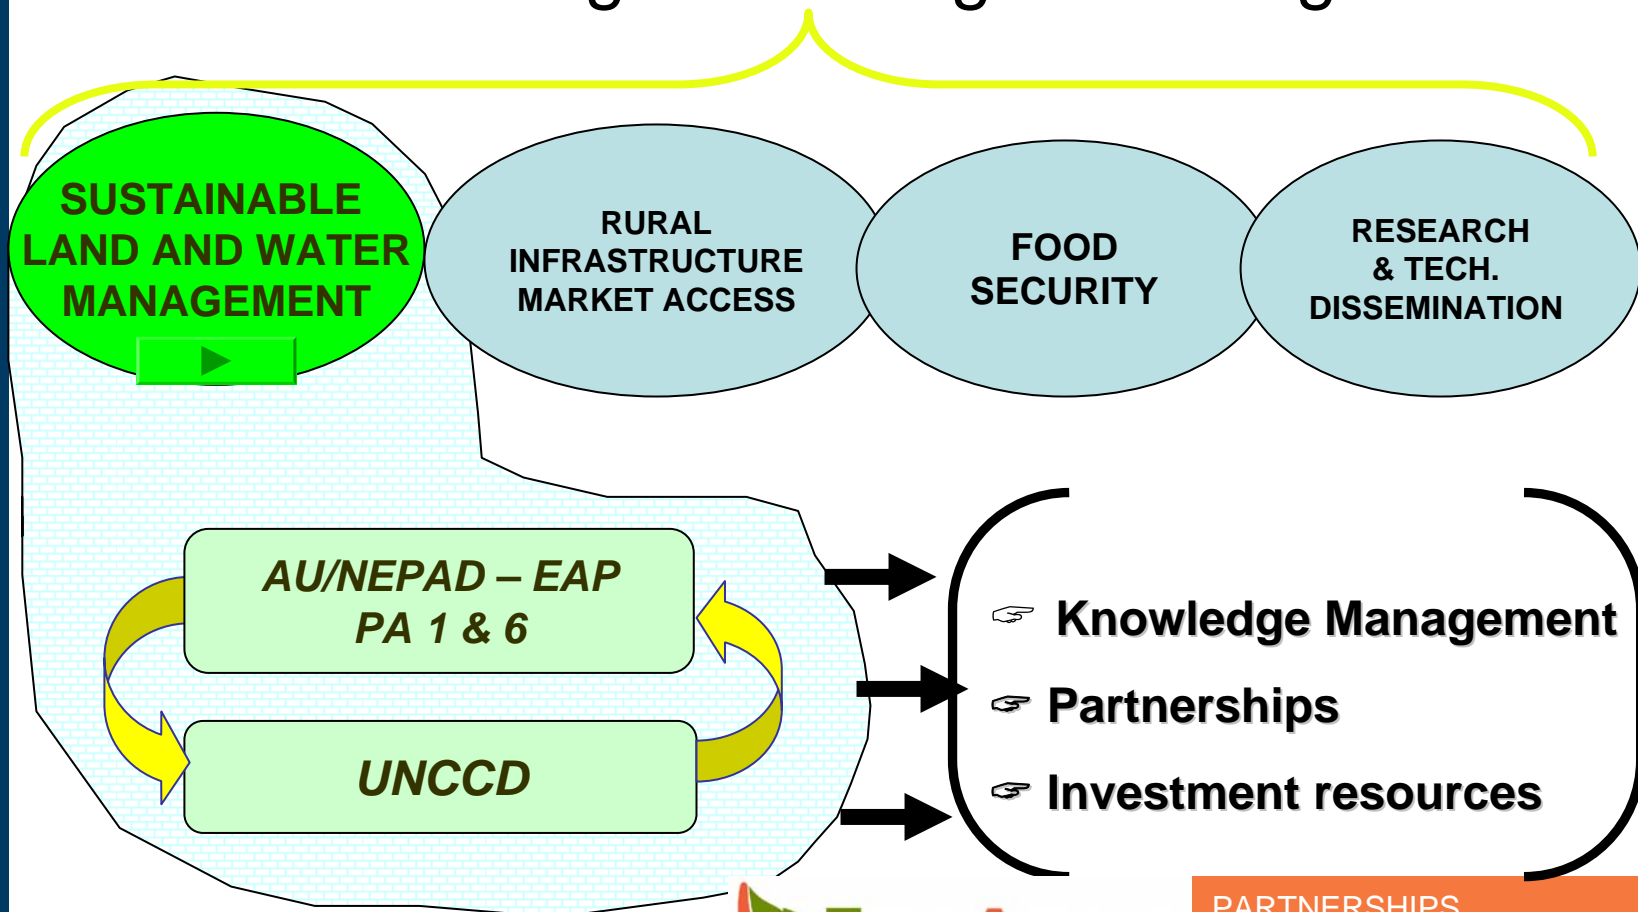 SUSTAINABLE
LAND AND WATER
MANAGEMENT
RURAL
INFRASTRUCTURE
MARKET ACCESS
FOOD
SECURITY
RESEARCH
& TECH.
DISSEMINATION
AU/NEPAD – EAP
PA 1 & 6
UNCCD
☞ Knowledge Management
☞ Partnerships
☞ Investment resources
PARTNERSHIPS